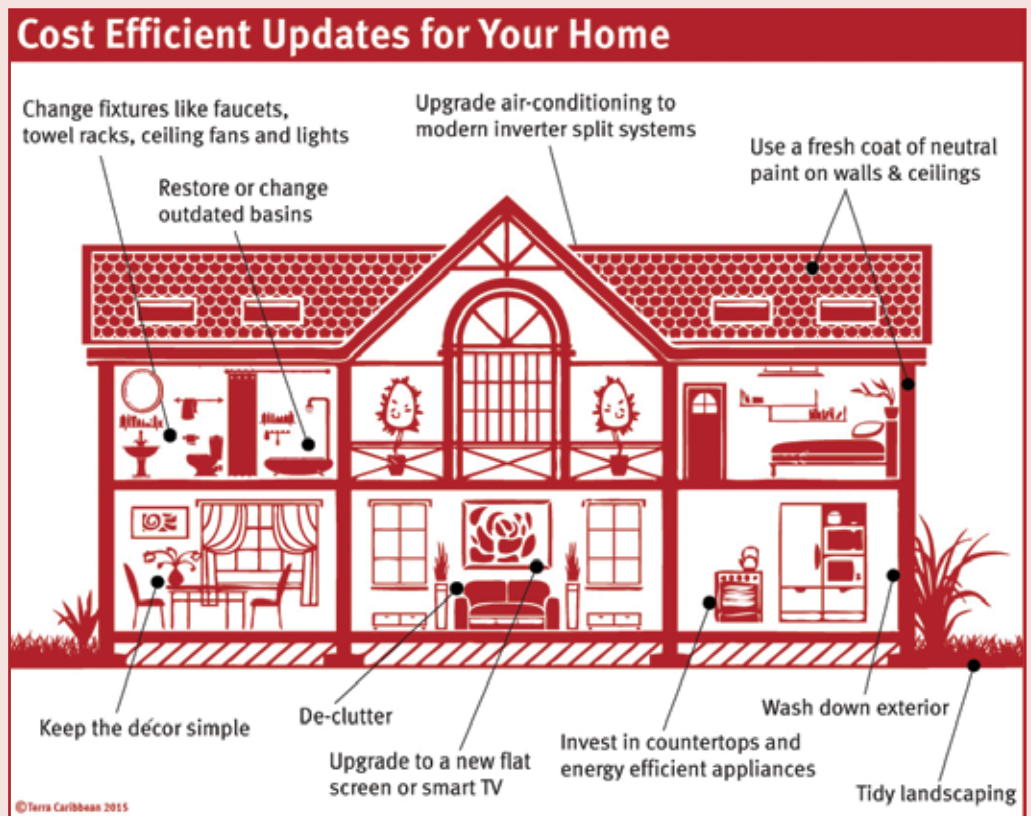 Cost Efficient Updates for Your Home
Change fixtures like faucets,
towel racks, ceiling fans and lights
Restore or change
outdated basins
Upgrade air-conditioning to
modern inverter split systems
Use a fresh coat of neutral
paint on walls & ceilings
Keep the décor simple
De-clutter
Upgrade to a new flat
screen or smart TV
Invest in countertops and
energy efficient appliances
Wash down exterior
Tidy landscaping
©Terra Caribbean 2015